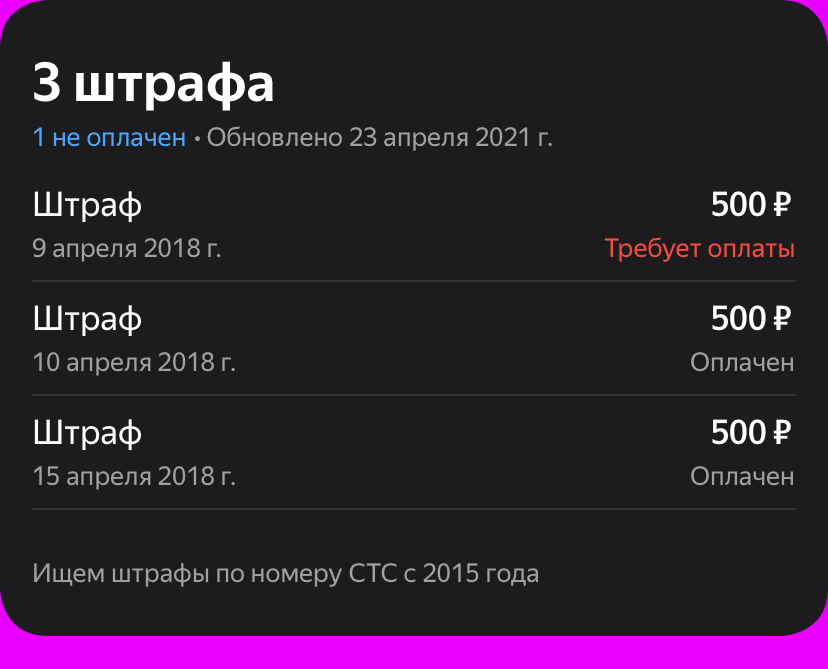 3 штрафа
1 не оплачен • Обновлено 23 апреля 2021 г.
Штраф 500 ₽
9 апреля 2018 г. Требует оплаты
Штраф 500 ₽
10 апреля 2018 г. Оплачен
Штраф 500 ₽
15 апреля 2018 г. Оплачен
Ищем штрафы по номеру СТС с 2015 года